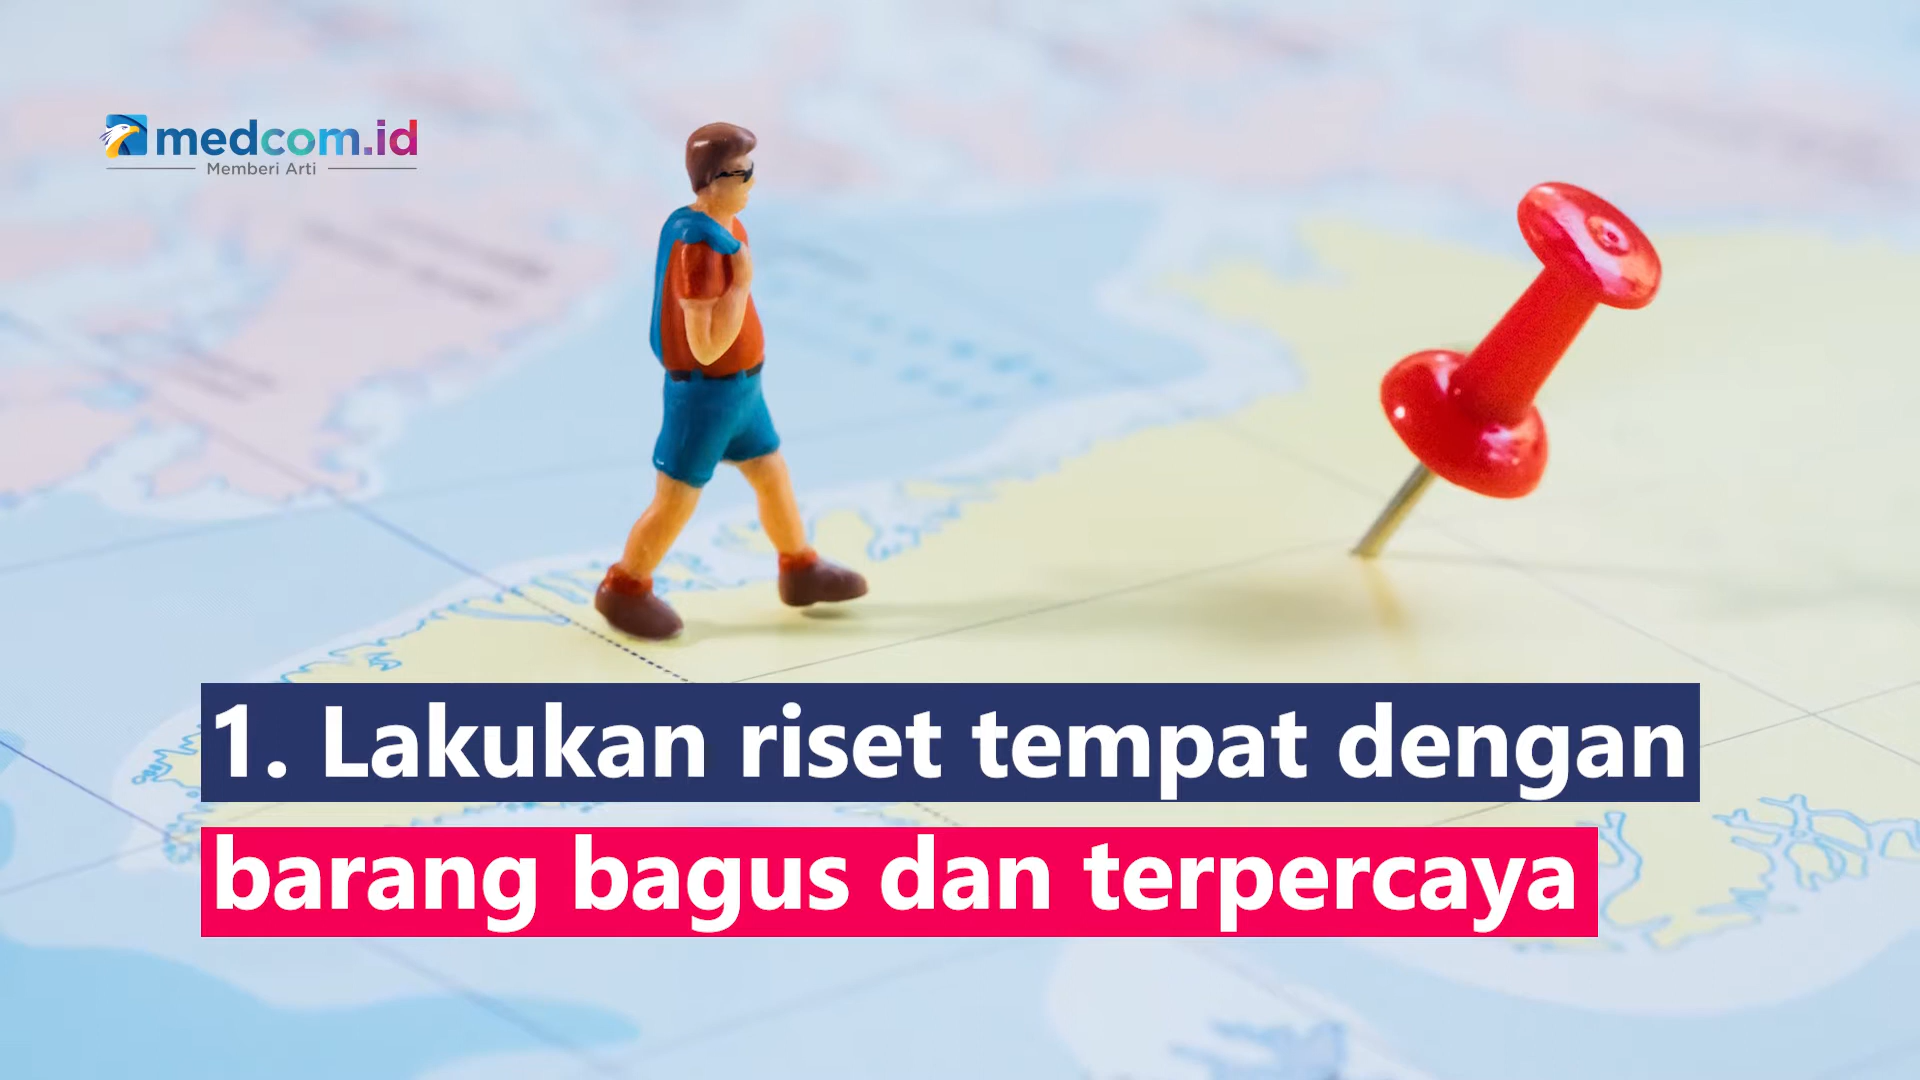 medcom.id
Memberi Arti
1. Lakukan riset tempat dengan
barang bagus dan terpercaya